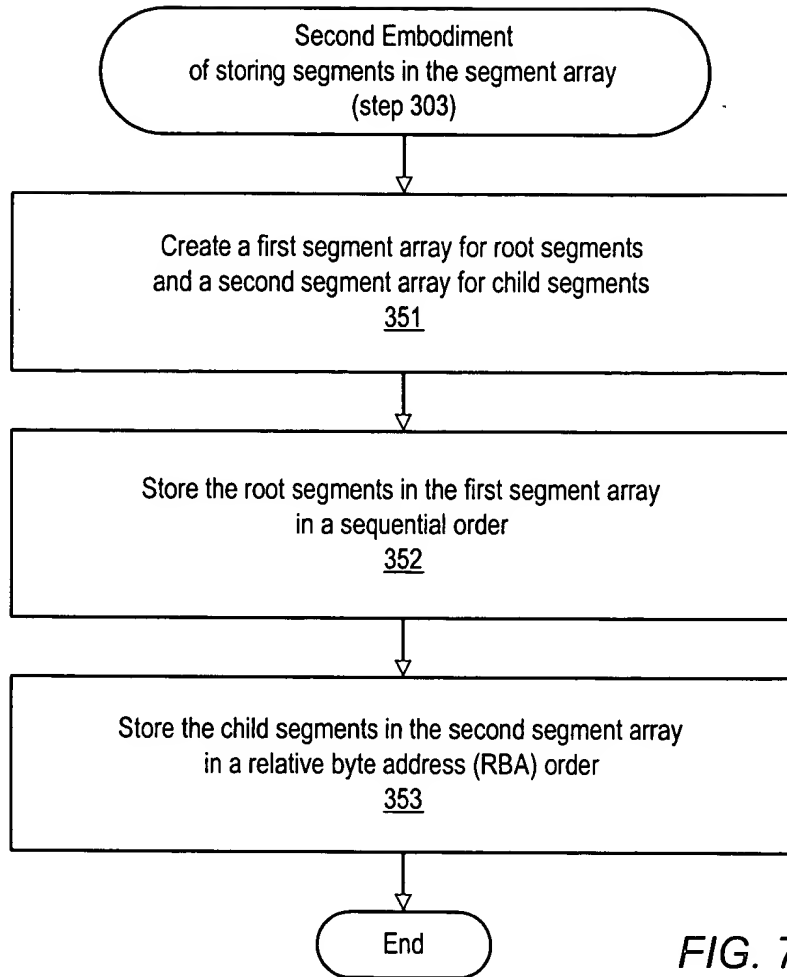 Second Embodiment
of storing segments in the segment array
(step 303)
Create a first segment array for root segments
and a second segment array for child segments
351
Store the root segments in the first segment array
in a sequential order
352
Store the child segments in the second segment array
in a relative byte address (RBA) order
353
End
FIG. 7